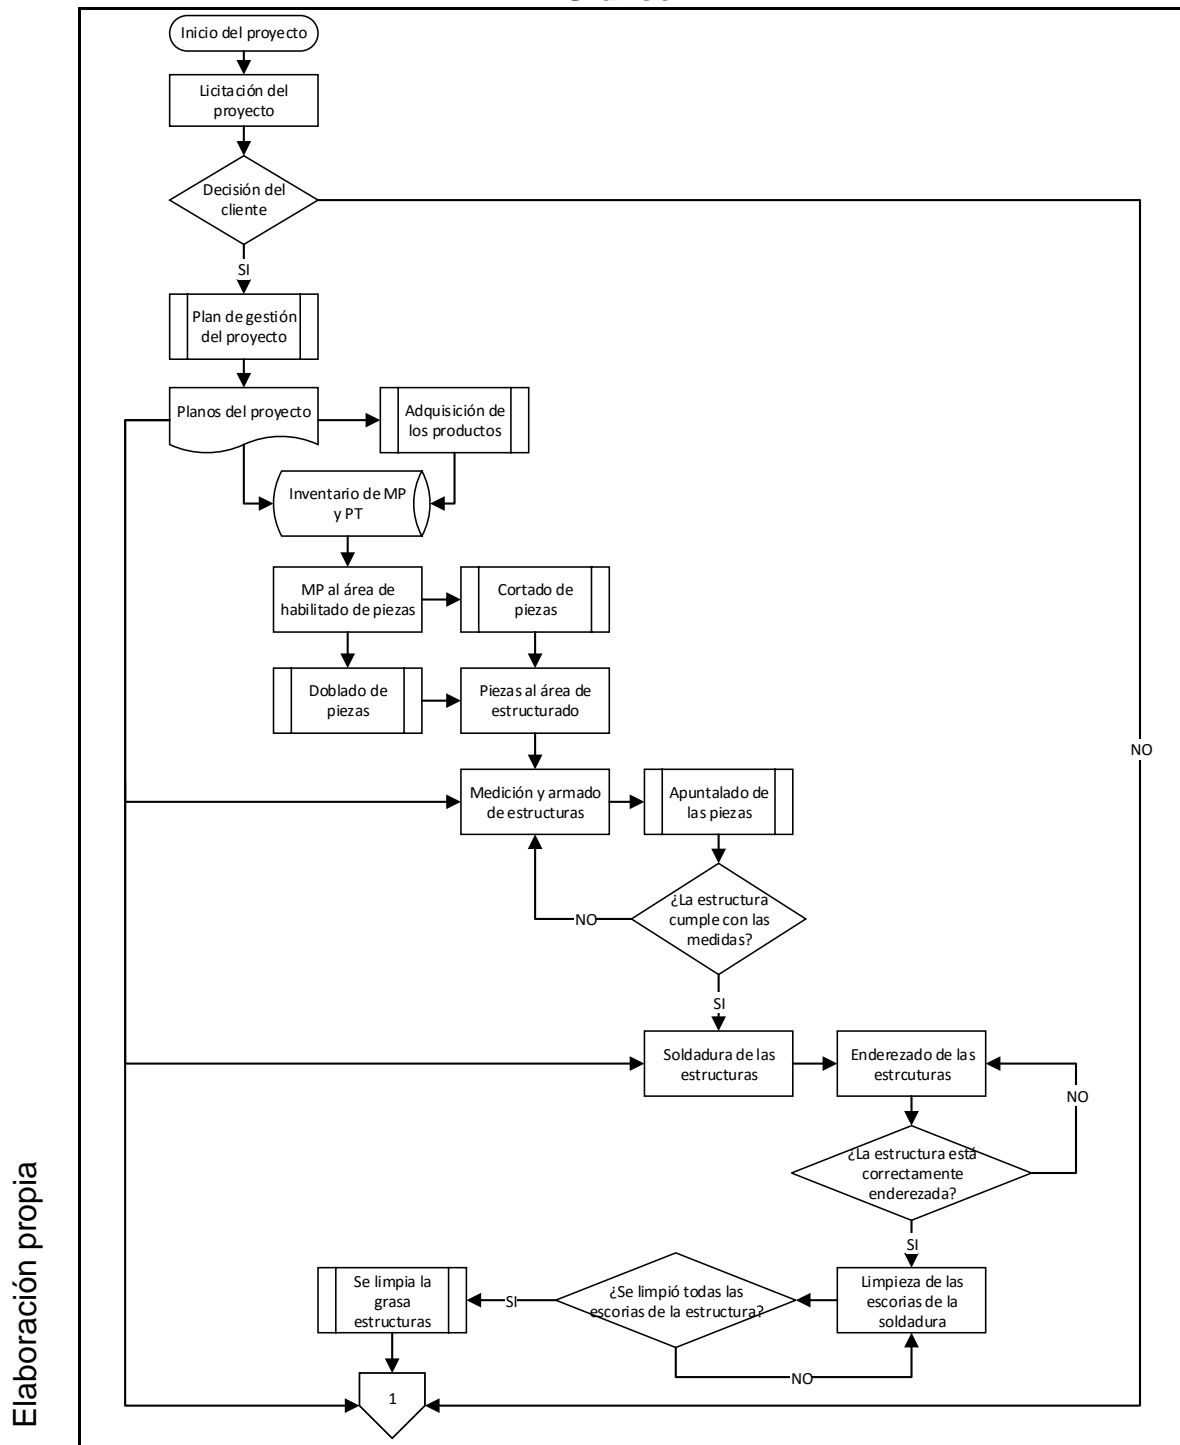 Inicio del proyecto
Licitación del
proyecto
Decisión del
cliente
SI
Plan de gestión
del proyecto
Planos del proyecto
Adquisición de
los productos
Inventario de MP
y PT
MP al área de
habilitado de piezas
Cortado de
piezas
Doblado de
piezas
Piezas al área de
estructurado
NO
Medición y armado
de estructuras
Apuntalado de
las piezas
¿La estructura
cumple con las
medidas?
NO
SI
Soldadura de las
estructuras
Enderezado de las
estrcuturas
NO
¿La estructura está
correctamente
enderezada?
SI
Limpieza de las
escorias de la
soldadura
¿Se limpió todas las
escorias de la estructura?
SI
NO
Se limpia la
grasa
estructuras
1
Elaboración propia